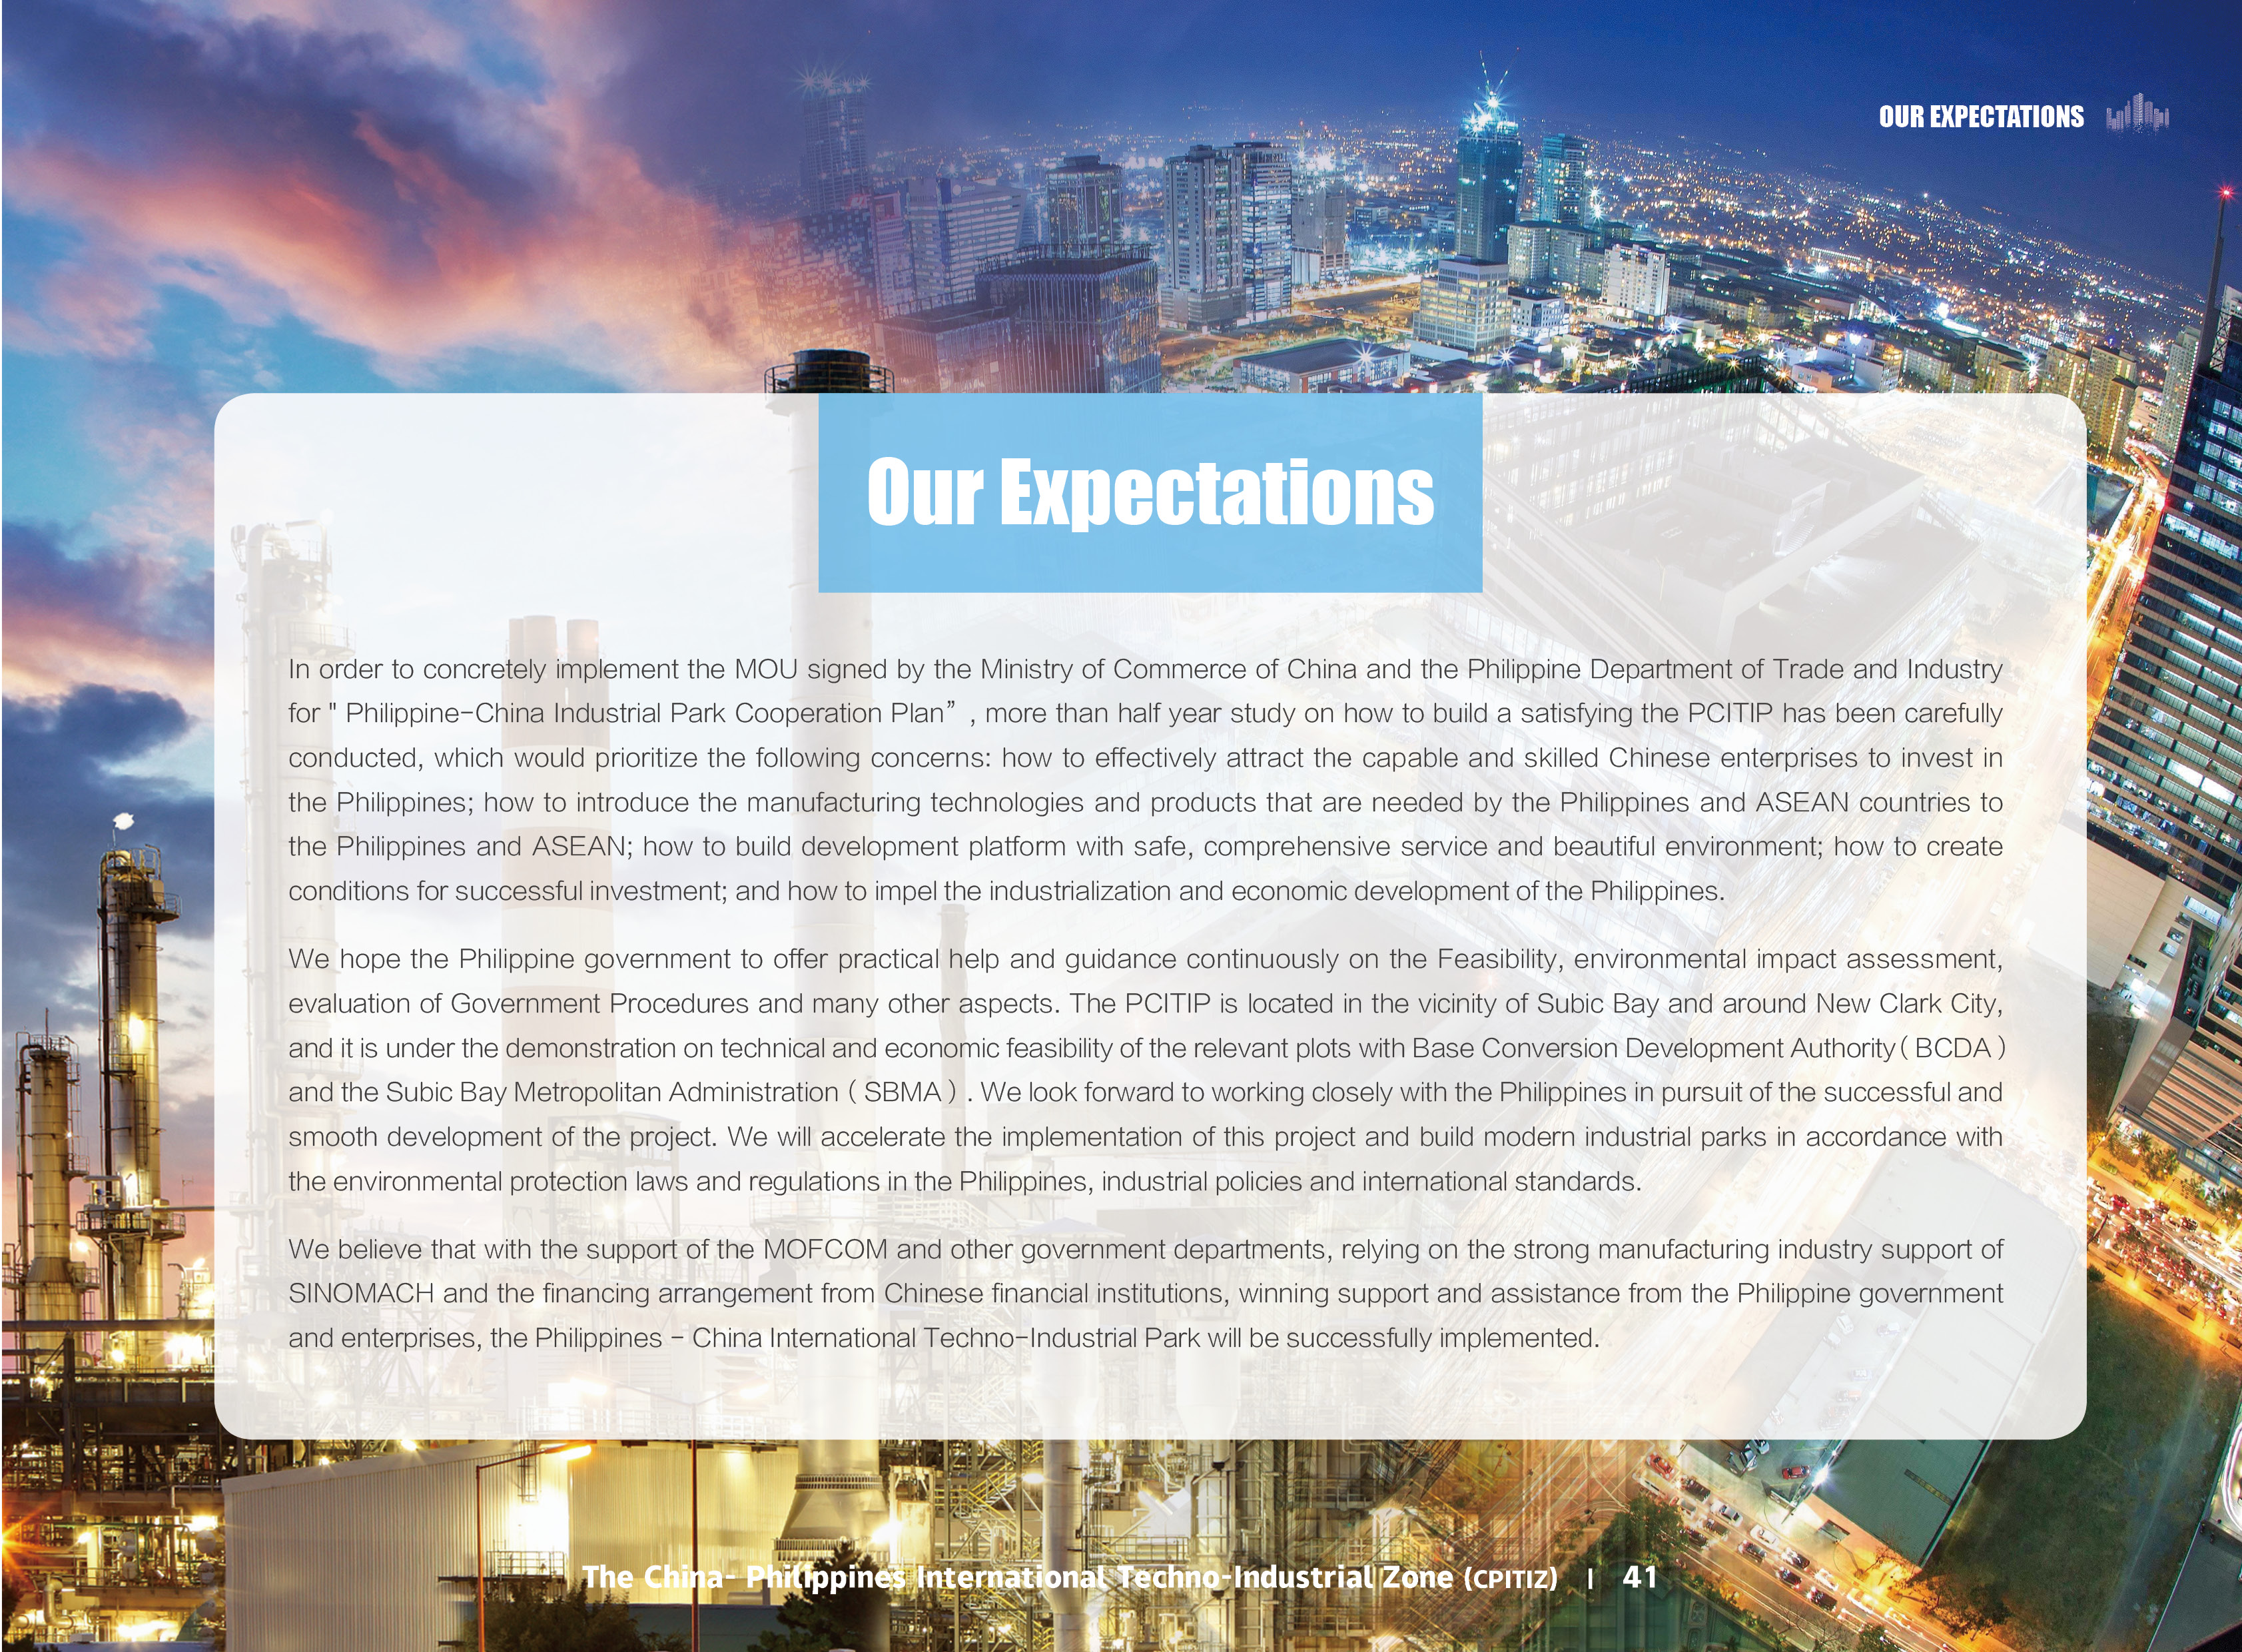 OUR EXPECTATIONS
Our Expectations
In order to concretely implement the MOU signed by the Ministry of Commerce of China and the Philippine Department of Trade and Industry
for " Philippine-China Industrial Park Cooperation Plan” , more than half year study on how to build a satisfying the PCITIP has been carefully
conducted, which would prioritize the following concerns: how to effectively attract the capable and skilled Chinese enterprises to invest in
the Philippines; how to introduce the manufacturing technologies and products that are needed by the Philippines and ASEAN countries to
the Philippines and ASEAN; how to build development platform with safe, comprehensive service and beautiful environment; how to create
conditions for successful investment; and how to impel the industrialization and economic development of the Philippines.
We hope the Philippine government to offer practical help and guidance continuously on the Feasibility, environmental impact assessment,
evaluation of Government Procedures and many other aspects. The PCITIP is located in the vicinity of Subic Bay and around New Clark City,
and it is under the demonstration on technical and economic feasibility of the relevant plots with Base Conversion Development Authority ( BCDA )
and the Subic Bay Metropolitan Administration ( SBMA ) . We look forward to working closely with the Philippines in pursuit of the successful and
smooth development of the project. We will accelerate the implementation of this project and build modern industrial parks in accordance with
the environmental protection laws and regulations in the Philippines, industrial policies and international standards.
We believe that with the support of the MOFCOM and other government departments, relying on the strong manufacturing industry support of
SINOMACH and the financing arrangement from Chinese financial institutions, winning support and assistance from the Philippine government
and enterprises, the Philippines - China International Techno-Industrial Park will be successfully implemented.
The China- Philippines International Techno-Industrial Zone (CPITIZ) | 41